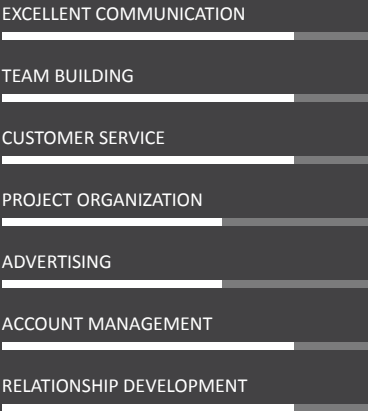 EXCELLENT COMMUNICATION
TEAM BUILDING
CUSTOMER SERVICE
PROJECT ORGANIZATION
ADVERTISING
ACCOUNT MANAGEMENT
RELATIONSHIP DEVELOPMENT